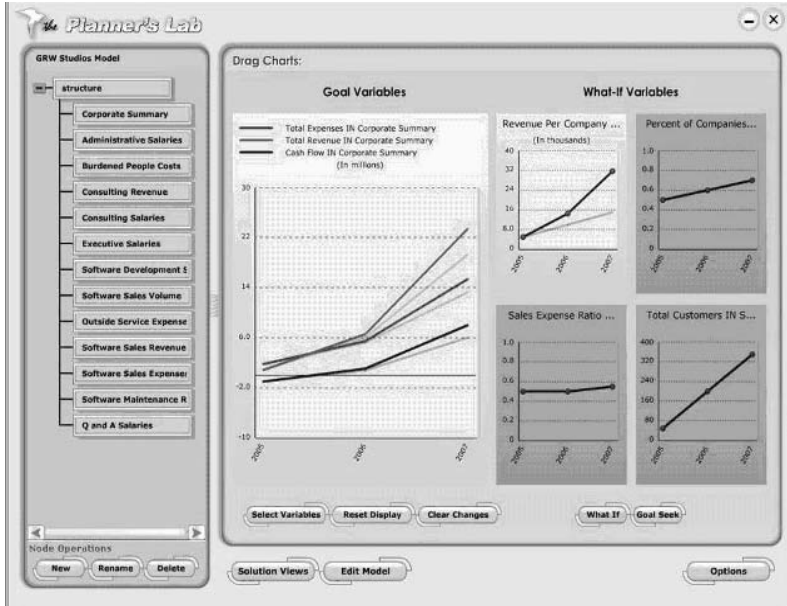 the Planner's Lab
GRW Studios Model
structure
Corporate Summary
Administrative Salaries
Burdened People Costs
Consulting Revenue
Consulting Salaries
Executive Salaries
Software Development S
Software Sales Volume
Outside Service Expense
Software Sales Revenue
Software Sales Expenses
Software Maintenance R
Q and A Salaries
Node Operations
New Rename Delete
Drag Charts:
Goal Variables
Total Expenses IN Corporate Summary
Total Revenue IN Corporate Summary
Cash Flow IN Corporate Summary
(In millions)
30
22
14
6.0
-2.0
-10
2005 2006 2007
What-If Variables
Revenue Per Company ...
(In thousands)
40
32
24
16
8.0
0
2005 2006 2007
Percent of Companies...
1.0
0.8
0.6
0.4
0.2
0
2005 2006 2007
Sales Expense Ratio ...
1.0
0.8
0.6
0.4
0.2
0
2005 2006 2007
Total Customers IN S...
400
320
240
160
80
0
2005 2006 2007
Select Variables Reset Display Clear Changes
What If Goal Seek
Solution Views Edit Model Options